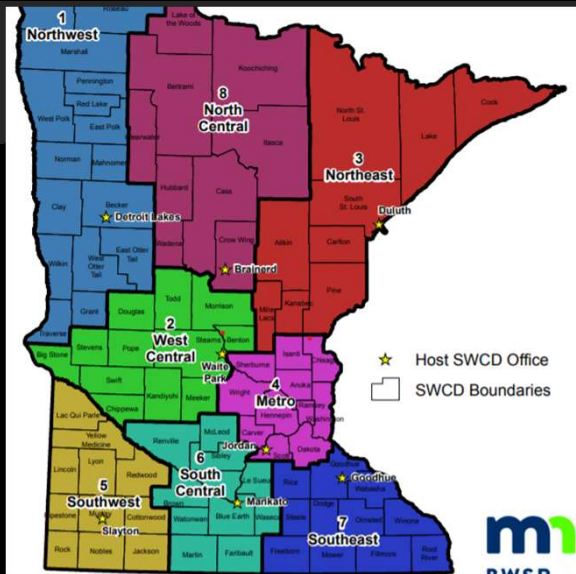 Roseau
1
Northwest
Marshall
Pennington
Red Lake
West Polk
East Polk
Norman
Mahnomen
Clay
Becker
Detroit Lakes
Wilkin
West
Otter
Tail
East Otter
Tail
Grant
Traverse
Lake of
the Woods
Koochiching
Beltrami
8
North
Central
Clearwater
Itasca
Hubbard
Cass
Wadena
Crow Wing
Brainerd
Cook
North St.
Louis
Lake
3
Northeast
South
St. Louis
Duluth
Aitkin
Carlton
Pine
Mille
Lacs
Todd
Morrison
Douglas
2
West
Central
Stearns
Benton
Big Stone
Stevens
Pope
Waite
Park
Swift
Kandiyohi
Meeker
Chippewa
Isanti
Sherburne
4
Metro
Wright
Anoka
Hennepin
Ramsey
Washington
Carver
Scott
Dakota
Jordan
Host SWCD Office
SWCD Boundaries
Lac Qui Parle
Yellow
Medicine
Lincoln
Lyon
Redwood
5
Southwest
Murray
Cottonwood
Slayton
Rock
Nobles
Jackson
Renville
McLeod
Sibley
6
South
Central
Le Sueur
Brown
Mankato
Watonwan
Blue Earth
Waseca
Martin
Faribault
Goodhue
Goodhue
Rice
Wabasha
Steele
Dodge
Olmsted
Winona
7
Southeast
Freeborn
Mower
Fillmore
Root
River